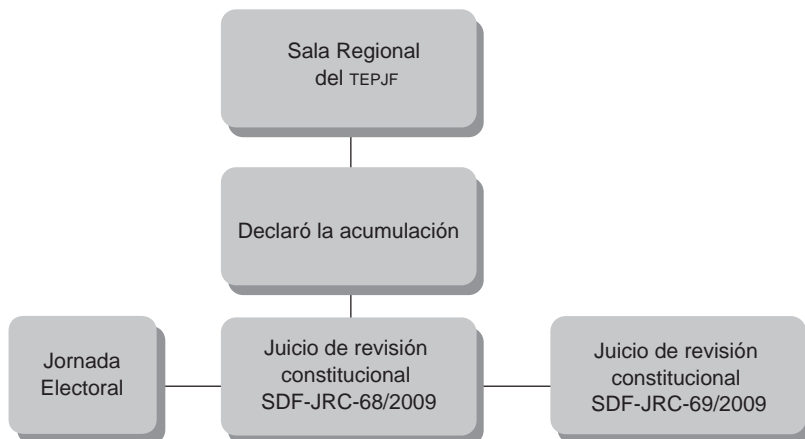 Sala Regional
del TEPJF
Declaró la acumulación
Jornada
Electoral
Juicio de revisión
constitucional
SDF-JRC-68/2009
Juicio de revisión
constitucional
SDF-JRC-69/2009